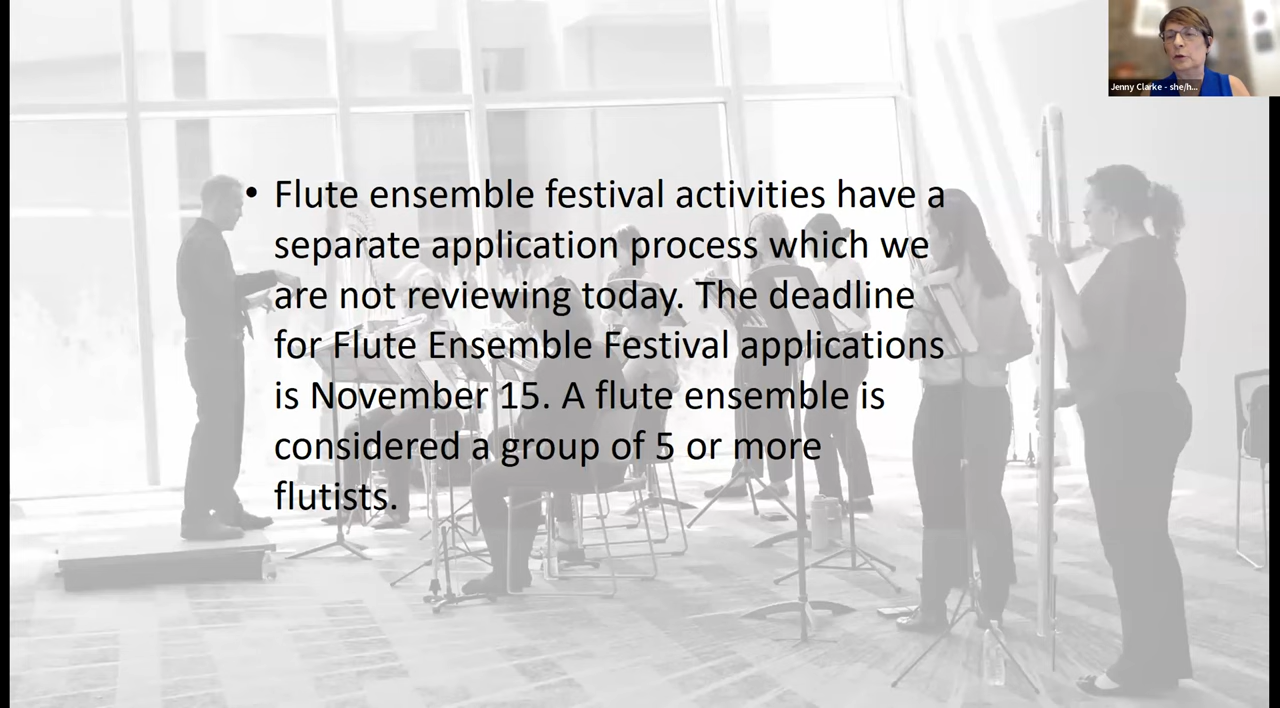 Jenny Clarke - she/h...
• Flute ensemble festival activities have a
separate application process which we
are not reviewing today. The deadline
for Flute Ensemble Festival applications
is November 15. A flute ensemble is
considered a group of 5 or more
flutists.